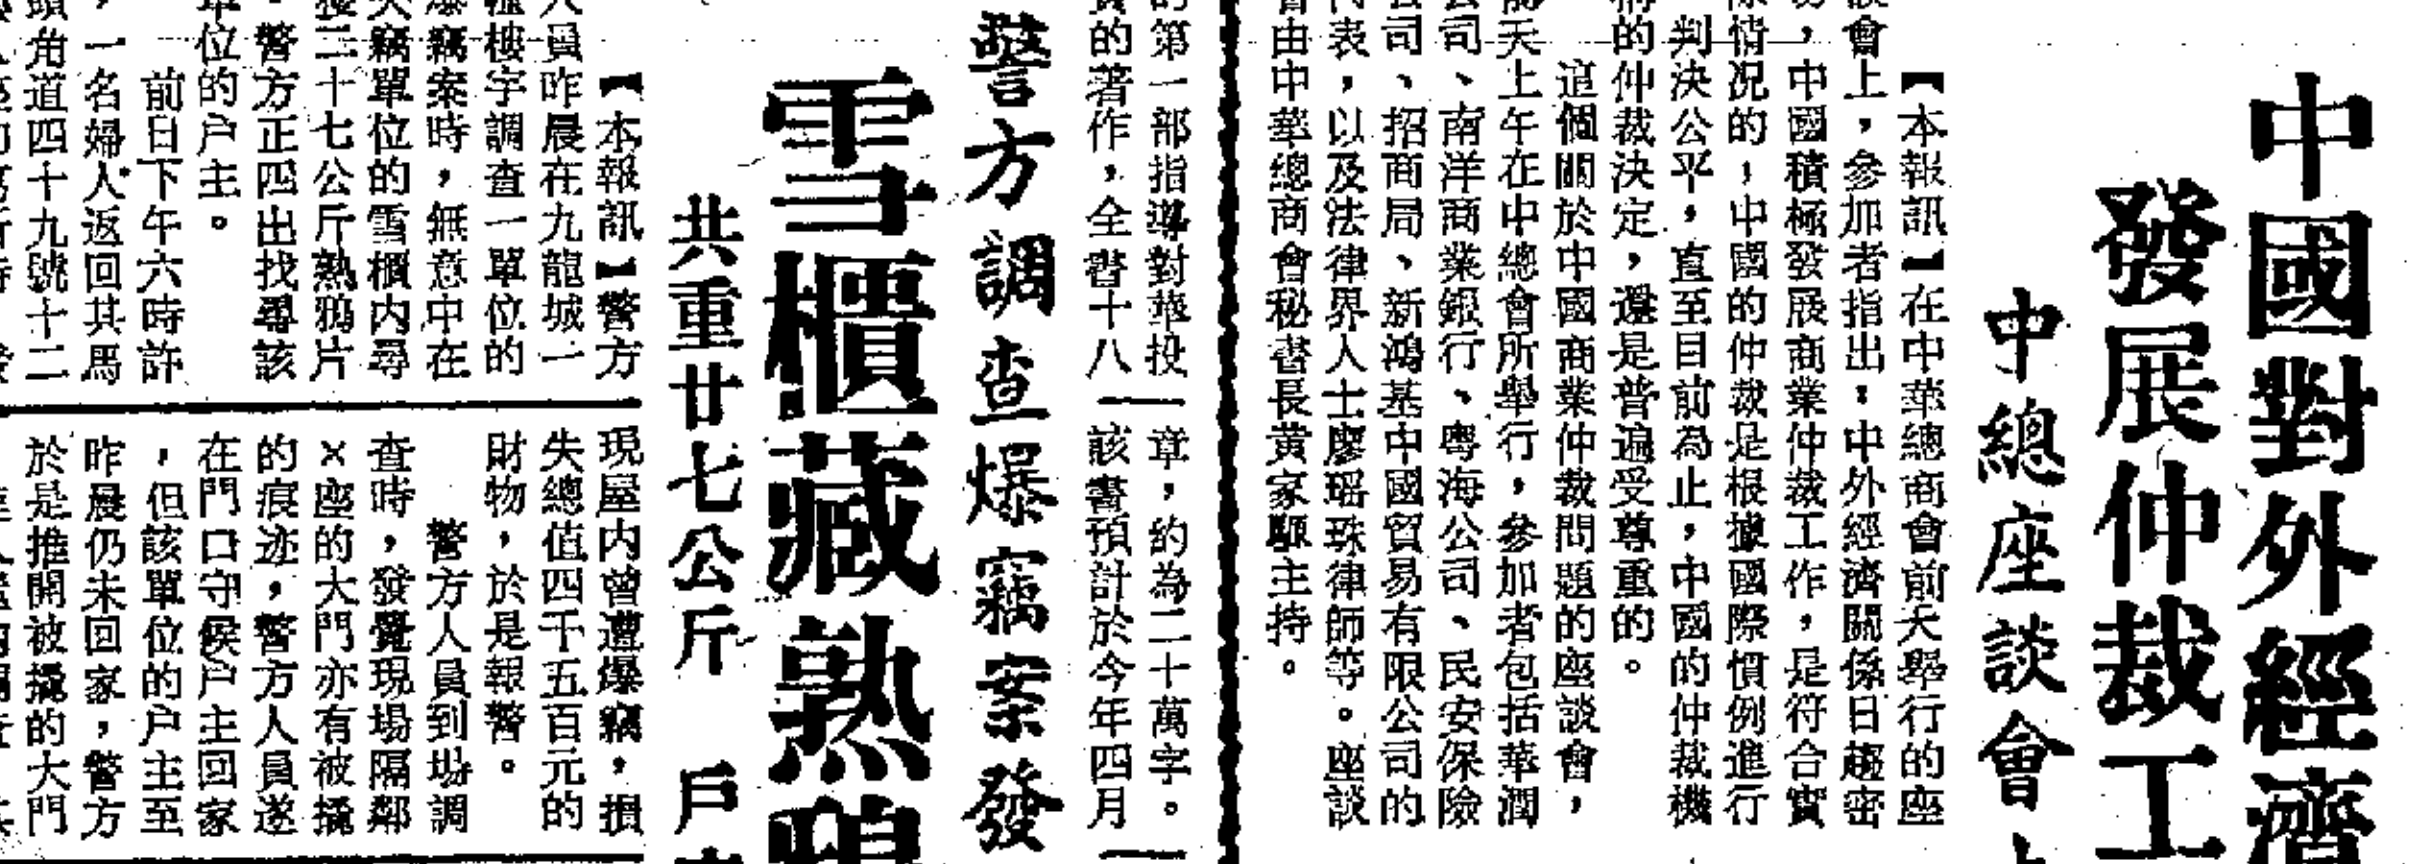 中國對外經濟
發展仲裁工
中總座談會上
【本報訊】在中華總商會前天舉行的座
談會上，參加者指出：中外經濟關係日趨密
，中國積極發展商業仲裁工作，是符合實
際情況的，中國的仲裁是根據國際慣例進行
判決公平，直至目前為止，中國的仲裁機
構的仲裁決定，還是普遍受尊重的。
這個關於中國商業仲裁問題的座談會，
天上午在中總會所舉行，參加者包括華潤
公司、南洋商業銀行、粵海公司、民安保險
公司、招商局、新鴻基中國貿易有限公司的
代表，以及法律界人士廖瑶珠律師等。座談
會由中華總商會秘書長黃家驅主持。
的第一部指導對華投
的著作，全書十八
章，約為二十萬字。
該書預計於今年四月
警方調查爆竊案發
雪櫃藏熟鴉
共重廿七公斤 戶
【本報訊】警方
人員昨晨在九龍城一
樓宇調查一單位的
爆竊案時，無意中在
失竊單位的雪櫃內尋
獲二十七公斤熟鴉片
。警方正四出找尋該
單位的户主。
前日下午六時許
，一名婦人返回其馬
頭角道四十九號十二
現屋内曾遭爆竊，損
失總值四千五百元的
財物，於是報警。
警方人員到場調
查時，發覺現場隔鄰
×座的大門亦有被撬
的痕迹，警方人員遂
在門口守候户主回家
，但該單位的户主至
昨晨仍未回家，警方
於是推開被撬的大門